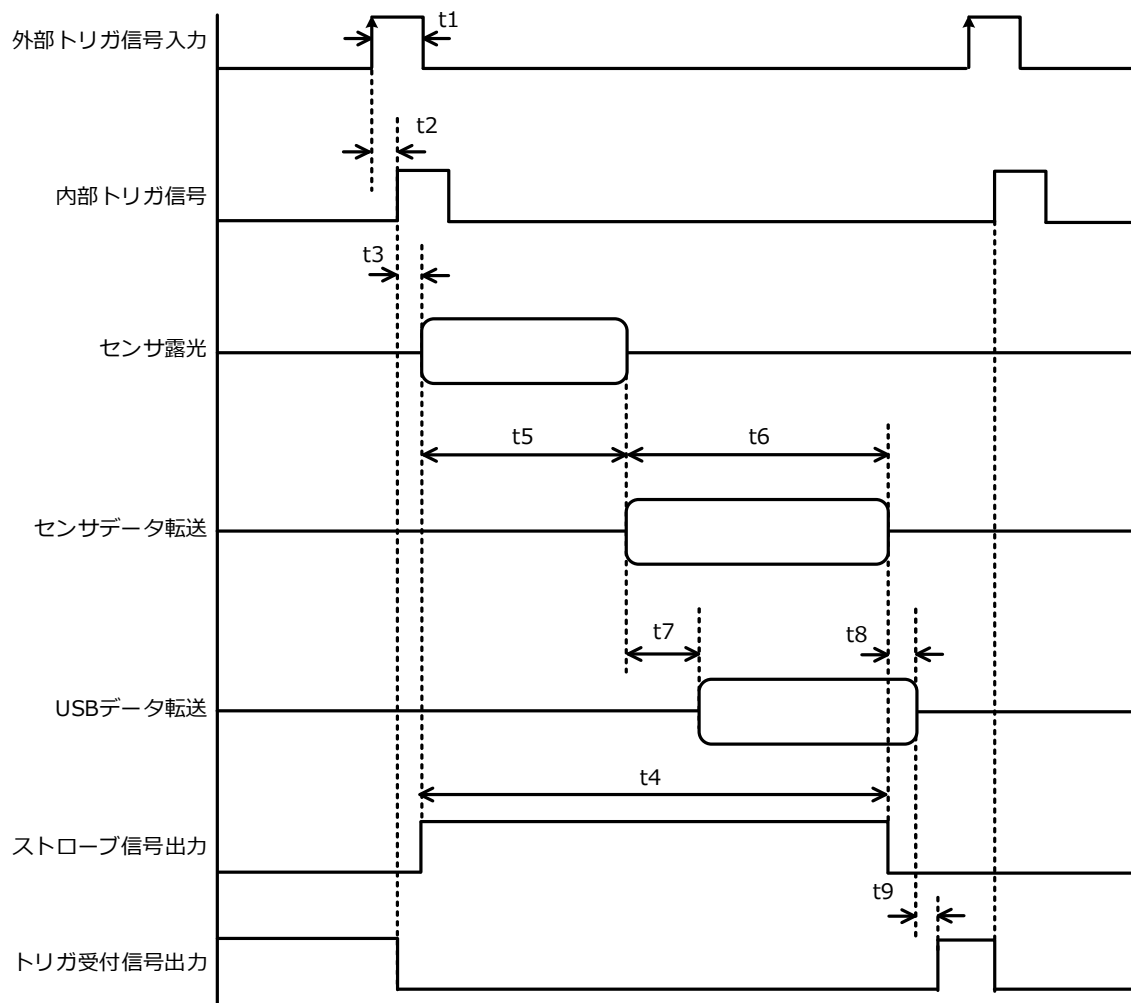 外部トリガ信号入力
t1
t2
内部トリガ信号
t3
センサ露光
t5
t6
センサデータ転送
t7
t8
USBデータ転送
t4
ストローブ信号出力
t9
トリガ受付信号出力